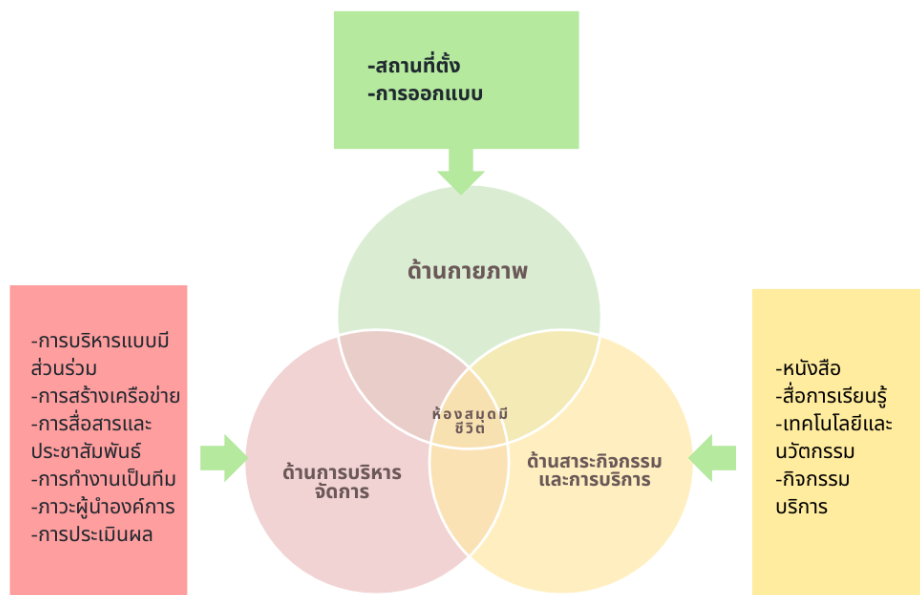 -สถานที่ตั้ง
-การออกแบบ
ด้านกายภาพ
-การบริหารแบบมี
ส่วนร่วม
-การสร้างเครือข่าย
-การสื่อสารและ
ประชาสัมพันธ์
-การทำงานเป็นทีม
-ภาวะผู้นำองค์การ
-การประเมินผล
ห้องสมุดมี
ชีวิต
ด้านการบริหาร
จัดการ
ด้านสาระกิจกรรม
และการบริการ
-หนังสือ
-สื่อการเรียนรู้
-เทคโนโลยีและ
นวัตกรรม
-กิจกรรม
บริการ